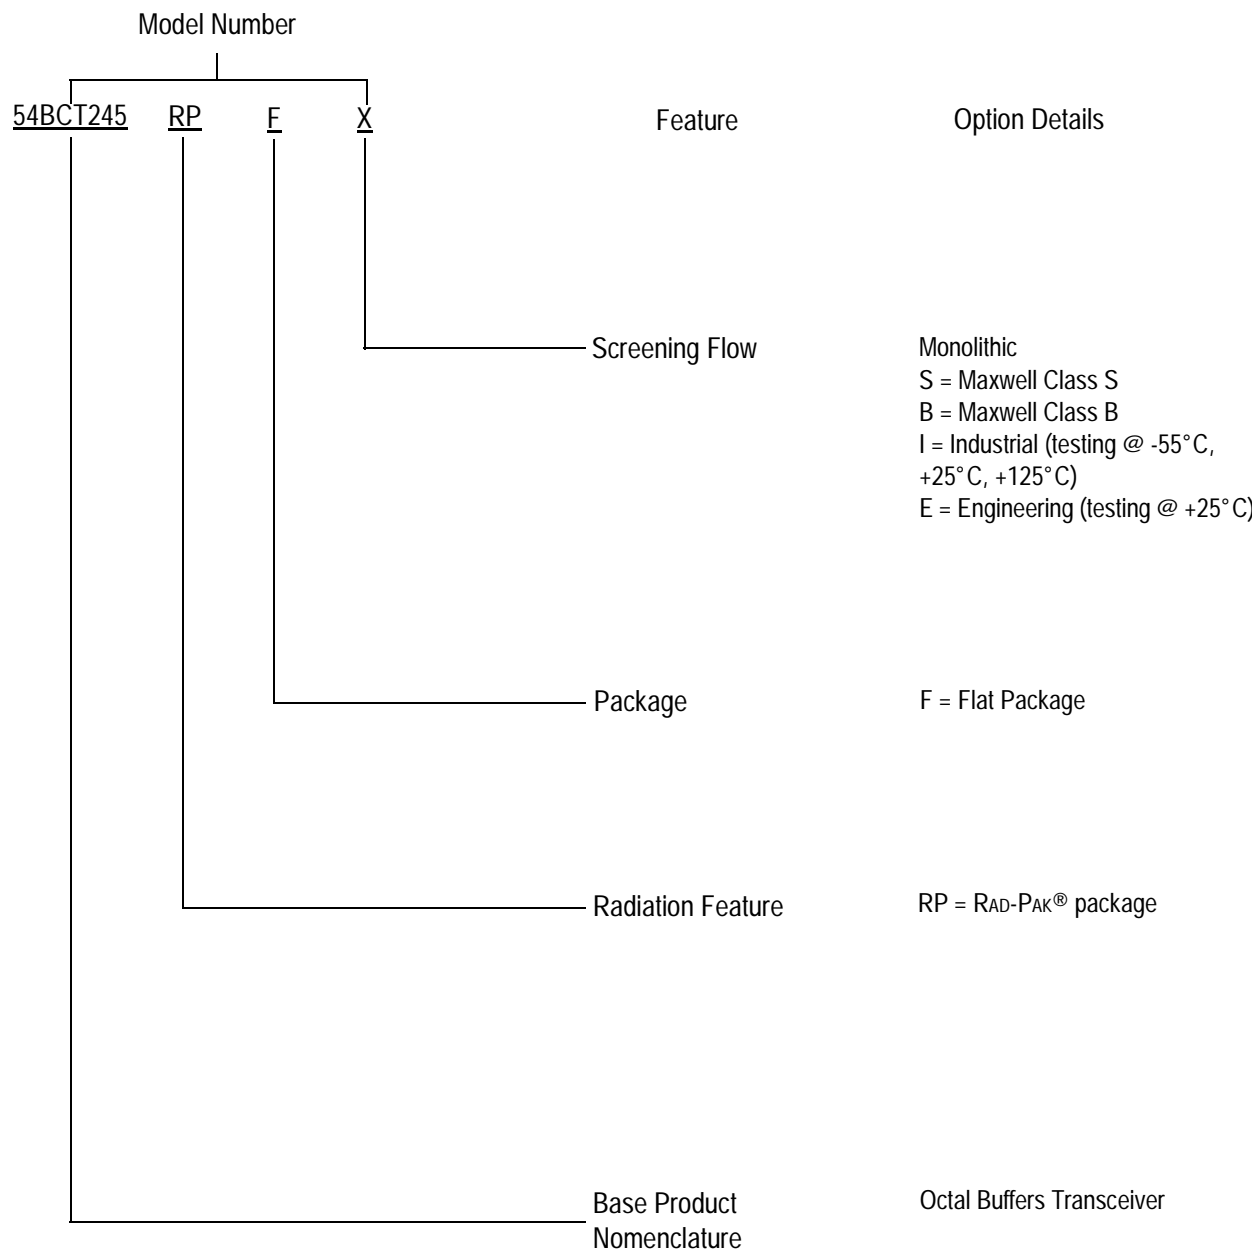 Model Number
54BCT245 RP F X Feature Option Details
Screening Flow Monolithic
S = Maxwell Class S
B = Maxwell Class B
I = Industrial (testing @ -55°C,
+25°C, +125°C)
E = Engineering (testing @ +25°C)
Package F = Flat Package
Radiation Feature RP = RAD-PAK® package
Base Product Octal Buffers Transceiver
Nomenclature